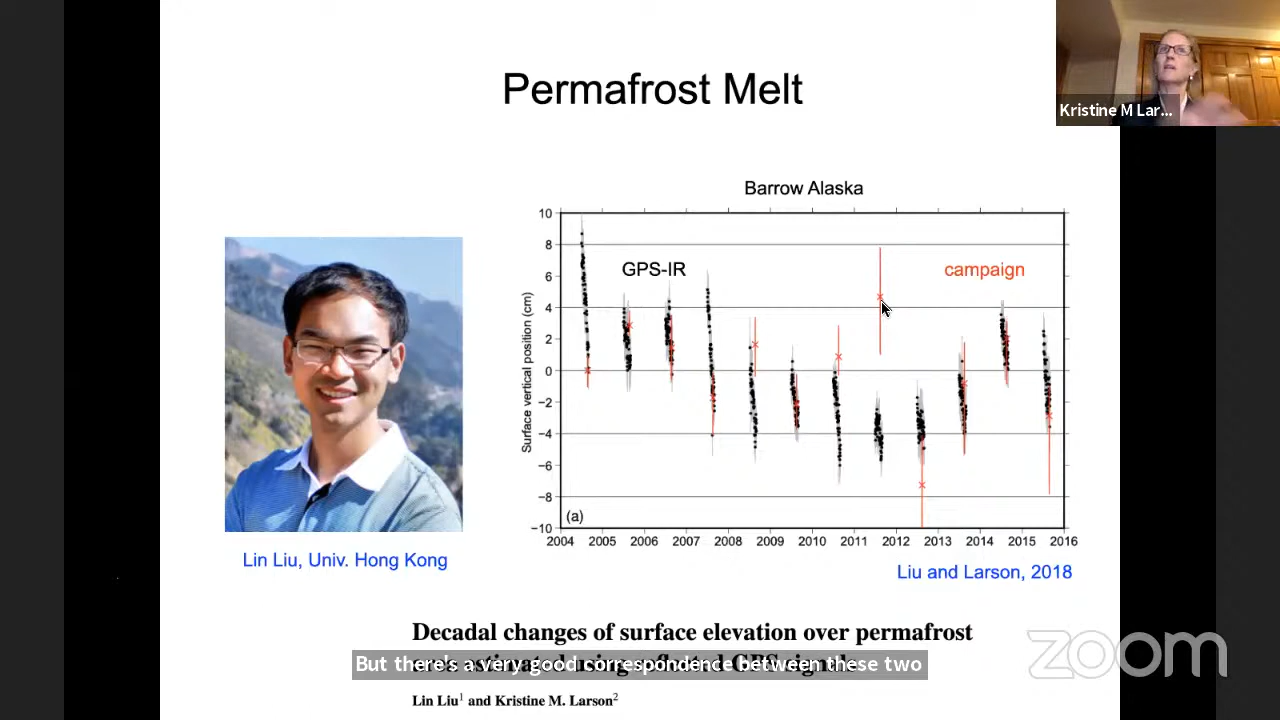 Permafrost Melt
Kristine M Lar...
Barrow Alaska
GPS-IR
campaign
Surface vertical position (cm)
10
8
6
4
2
0
−2
−4
−6
−8
−10
(a)
2004 2005 2006 2007 2008 2009 2010 2011 2012 2013 2014 2015 2016
Lin Liu, Univ. Hong Kong
Liu and Larson, 2018
Decadal changes of surface elevation over permafrost
But there's a very good correspondence between these two
Lin Liu1 and Kristine M. Larson2
zoom